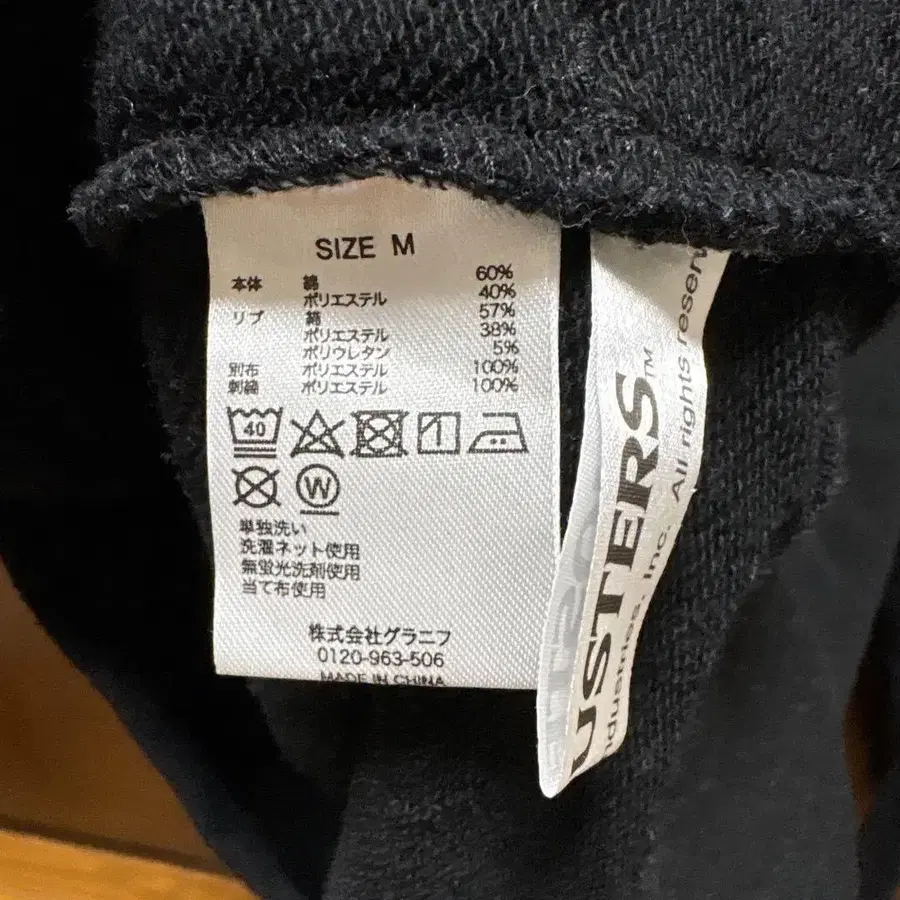 SIZE M
本体 綿 60%
ポリエステル 40%
リブ 綿 57%
ポリエステル 38%
ポリウレタン 5%
別布 ポリエステル 100%
刺繍 ポリエステル 100%
40
W
単独洗い
洗濯ネット使用
無蛍光洗剤使用
当て布使用
株式会社グラニフ
0120-963-506
MADE IN CHINA
USTERS™
ndustries, Inc. All rights reserv